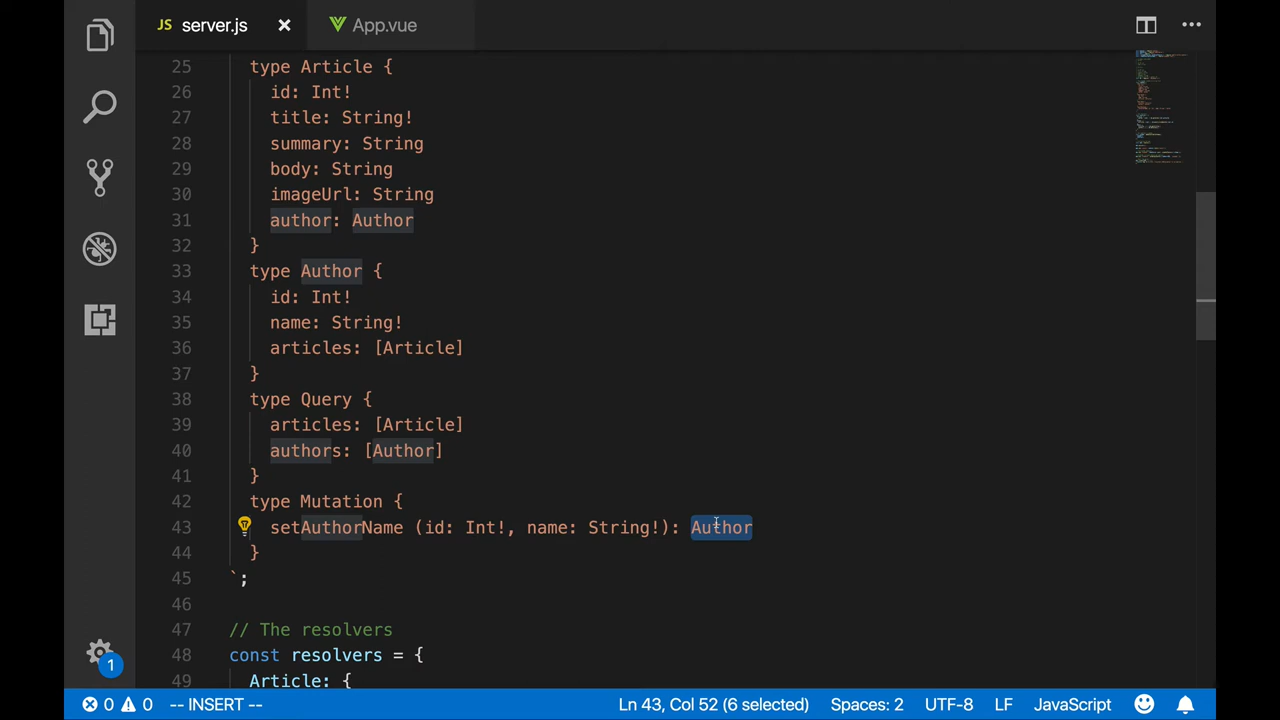 JS server.js × App.vue ...
25 type Article {
26 id: Int!
27 title: String!
28 summary: String
29 body: String
30 imageUrl: String
31 author: Author
32 }
33 type Author {
34 id: Int!
35 name: String!
36 articles: [Article]
37 }
38 type Query {
39 articles: [Article]
40 authors: [Author]
41 }
42 type Mutation {
43 setAuthorName (id: Int!, name: String!): Author
44 }
45 `;
46
47 // The resolvers
48 const resolvers = {
49 Article: {
1
0 0 -- INSERT -- Ln 43, Col 52 (6 selected) Spaces: 2 UTF-8 LF JavaScript